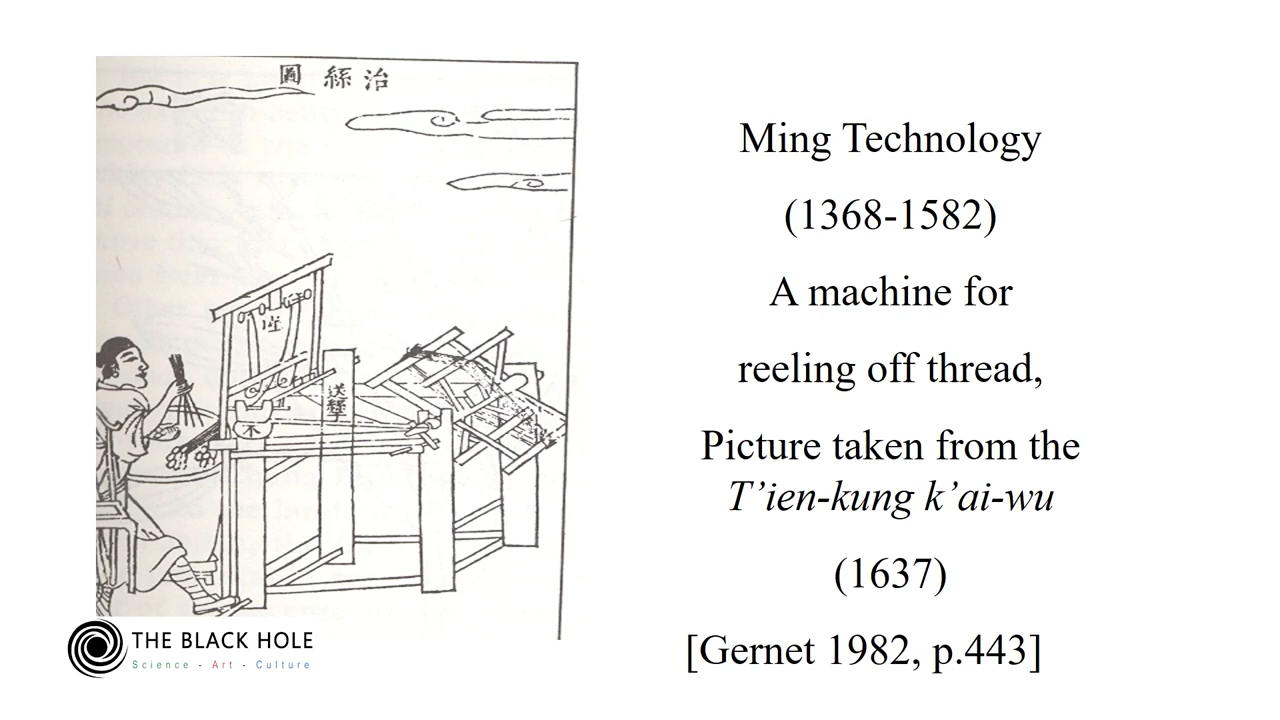 治絲圖
送絲竿
Ming Technology
(1368-1582)
A machine for
reeling off thread,
Picture taken from the
T’ien-kung k’ai-wu
(1637)
[Gernet 1982, p.443]
THE BLACK HOLE
Science - Art - Culture